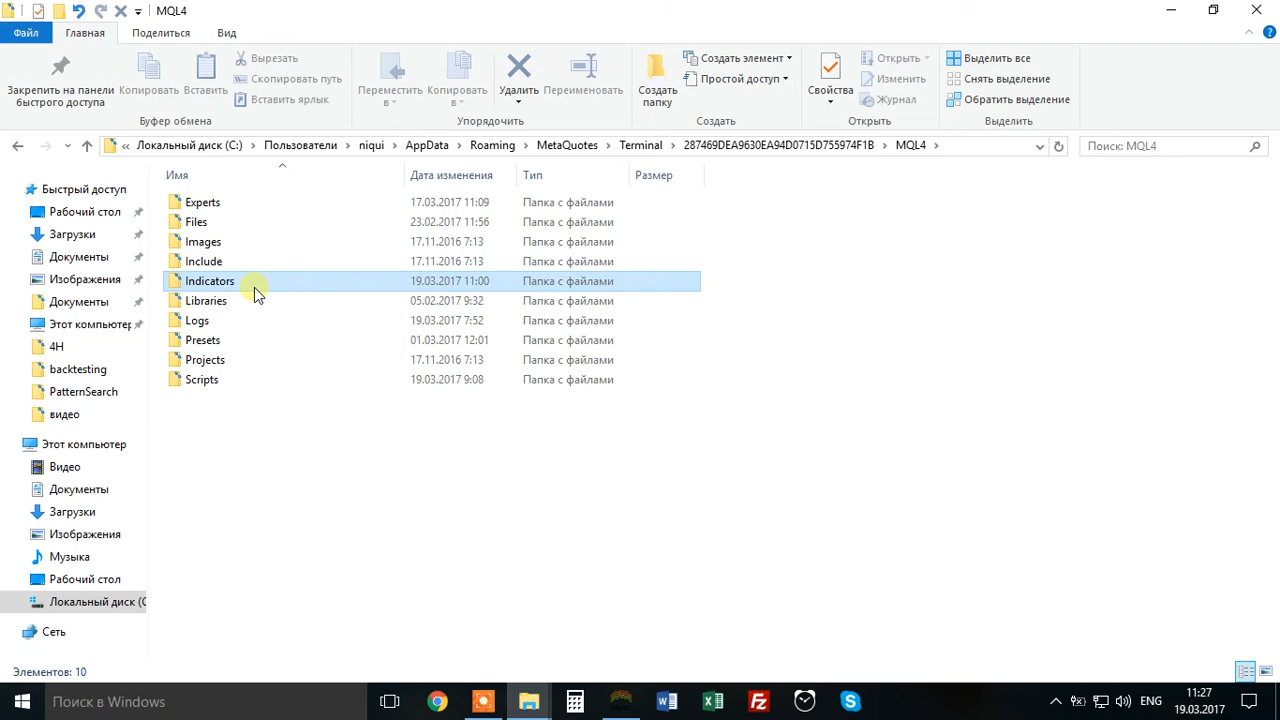 MQL4
Файл Главная Поделиться Вид
Закрепить на панели быстрого доступа
Копировать
Вставить
Вырезать
Скопировать путь
Вставить ярлык
Буфер обмена
Переместить в
Копировать в
Удалить
Переименовать
Упорядочить
Создать папку
Создать элемент
Простой доступ
Создать
Свойства
Открыть
Изменить
Журнал
Открыть
Выделить все
Снять выделение
Обратить выделение
Выделить
« Локальный диск (C:) › Пользователи › niqui › AppData › Roaming › MetaQuotes › Terminal › 287469DEA9630EA94D0715D755974F1B › MQL4 ›
Поиск: MQL4
Быстрый доступ
Рабочий стол
Загрузки
Документы
Изображения
Документы
Этот компьютер
4H
backtesting
PatternSearch
видео
Этот компьютер
Видео
Документы
Загрузки
Изображения
Музыка
Рабочий стол
Локальный диск (C
Сеть
Имя Дата изменения Тип Размер
Experts 17.03.2017 11:09 Папка с файлами
Files 23.02.2017 11:56 Папка с файлами
Images 17.11.2016 7:13 Папка с файлами
Include 17.11.2016 7:13 Папка с файлами
Indicators 19.03.2017 11:00 Папка с файлами
Libraries 05.02.2017 9:32 Папка с файлами
Logs 19.03.2017 7:52 Папка с файлами
Presets 01.03.2017 12:01 Папка с файлами
Projects 17.11.2016 7:13 Папка с файлами
Scripts 19.03.2017 9:08 Папка с файлами
Элементов: 10
Поиск в Windows
ENG
11:27
19.03.2017